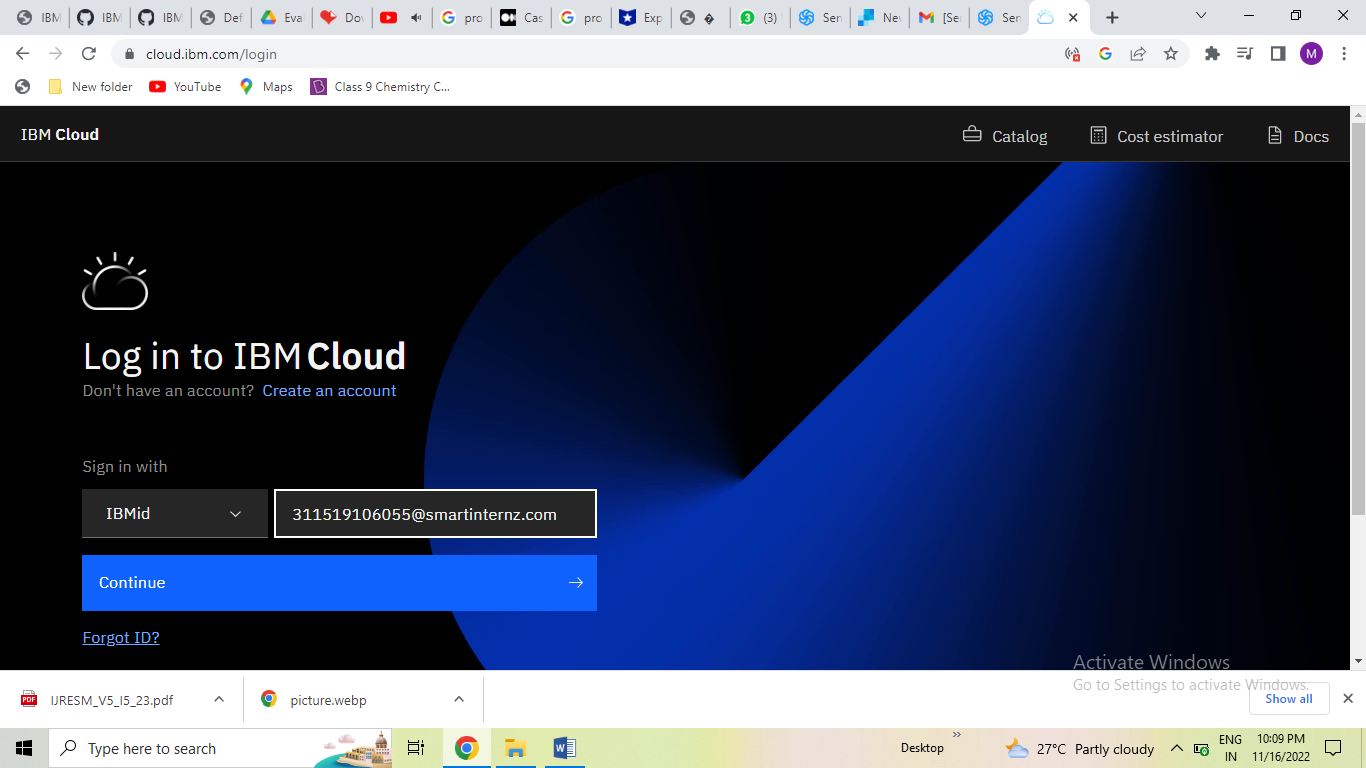 IBM
IBM
IBM
Def
Eva
Dov
pro
Cas
pro
Exp
(3)
Sen
Nev
[Se
Sen
cloud.ibm.com/login
M
New folder
YouTube
Maps
Class 9 Chemistry C...
IBM Cloud
Catalog
Cost estimator
Docs
Log in to IBM Cloud
Don't have an account? Create an account
Sign in with
IBMid
311519106055@smartinternz.com
Continue
Forgot ID?
Activate Windows
Go to Settings to activate Windows.
IJRESM_V5_I5_23.pdf
picture.webp
Show all
Type here to search
Desktop
27°C Partly cloudy
ENG
IN
10:09 PM
11/16/2022